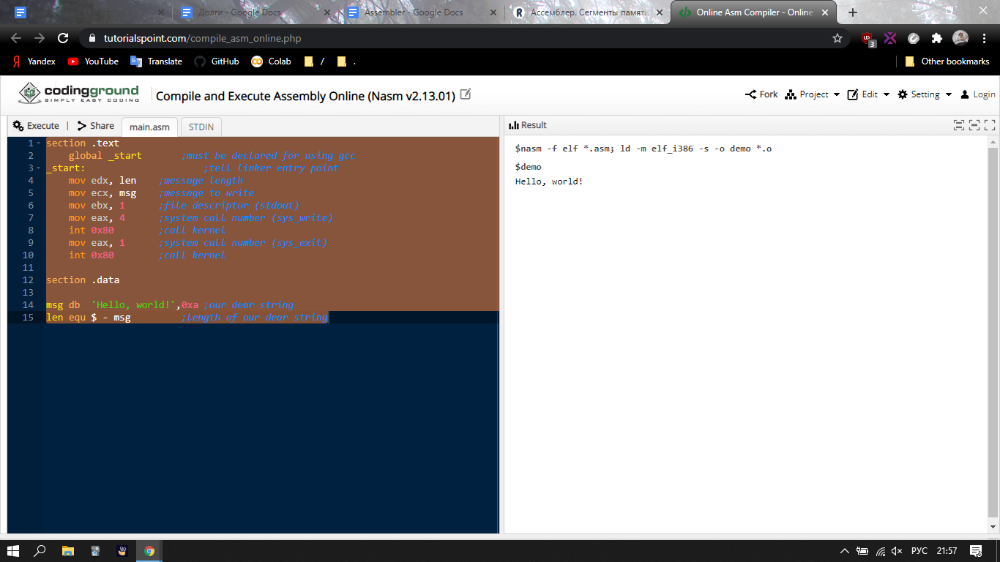 Долги - Google Docs
Assembler - Google Docs
Ассемблер. Сегменты памят
Online Asm Compiler - Online
tutorialspoint.com/compile_asm_online.php
3
Yandex
YouTube
Translate
GitHub
Colab
/
.
Other bookmarks
codingground
SIMPLY EASY CODING
Compile and Execute Assembly Online (Nasm v2.13.01)
Fork
Project
Edit
Setting
Login
Execute | Share
main.asm
STDIN
1 section .text
2 global _start ;must be declared for using gcc
3 _start: ;tell linker entry point
4 mov edx, len ;message length
5 mov ecx, msg ;message to write
6 mov ebx, 1 ;file descriptor (stdout)
7 mov eax, 4 ;system call number (sys_write)
8 int 0x80 ;call kernel
9 mov eax, 1 ;system call number (sys_exit)
10 int 0x80 ;call kernel
11
12 section .data
13
14 msg db 'Hello, world!',0xa ;our dear string
15 len equ $ - msg ;length of our dear string
Result
$nasm -f elf *.asm; ld -m elf_i386 -s -o demo *.o
$demo
Hello, world!
РУС
21:57